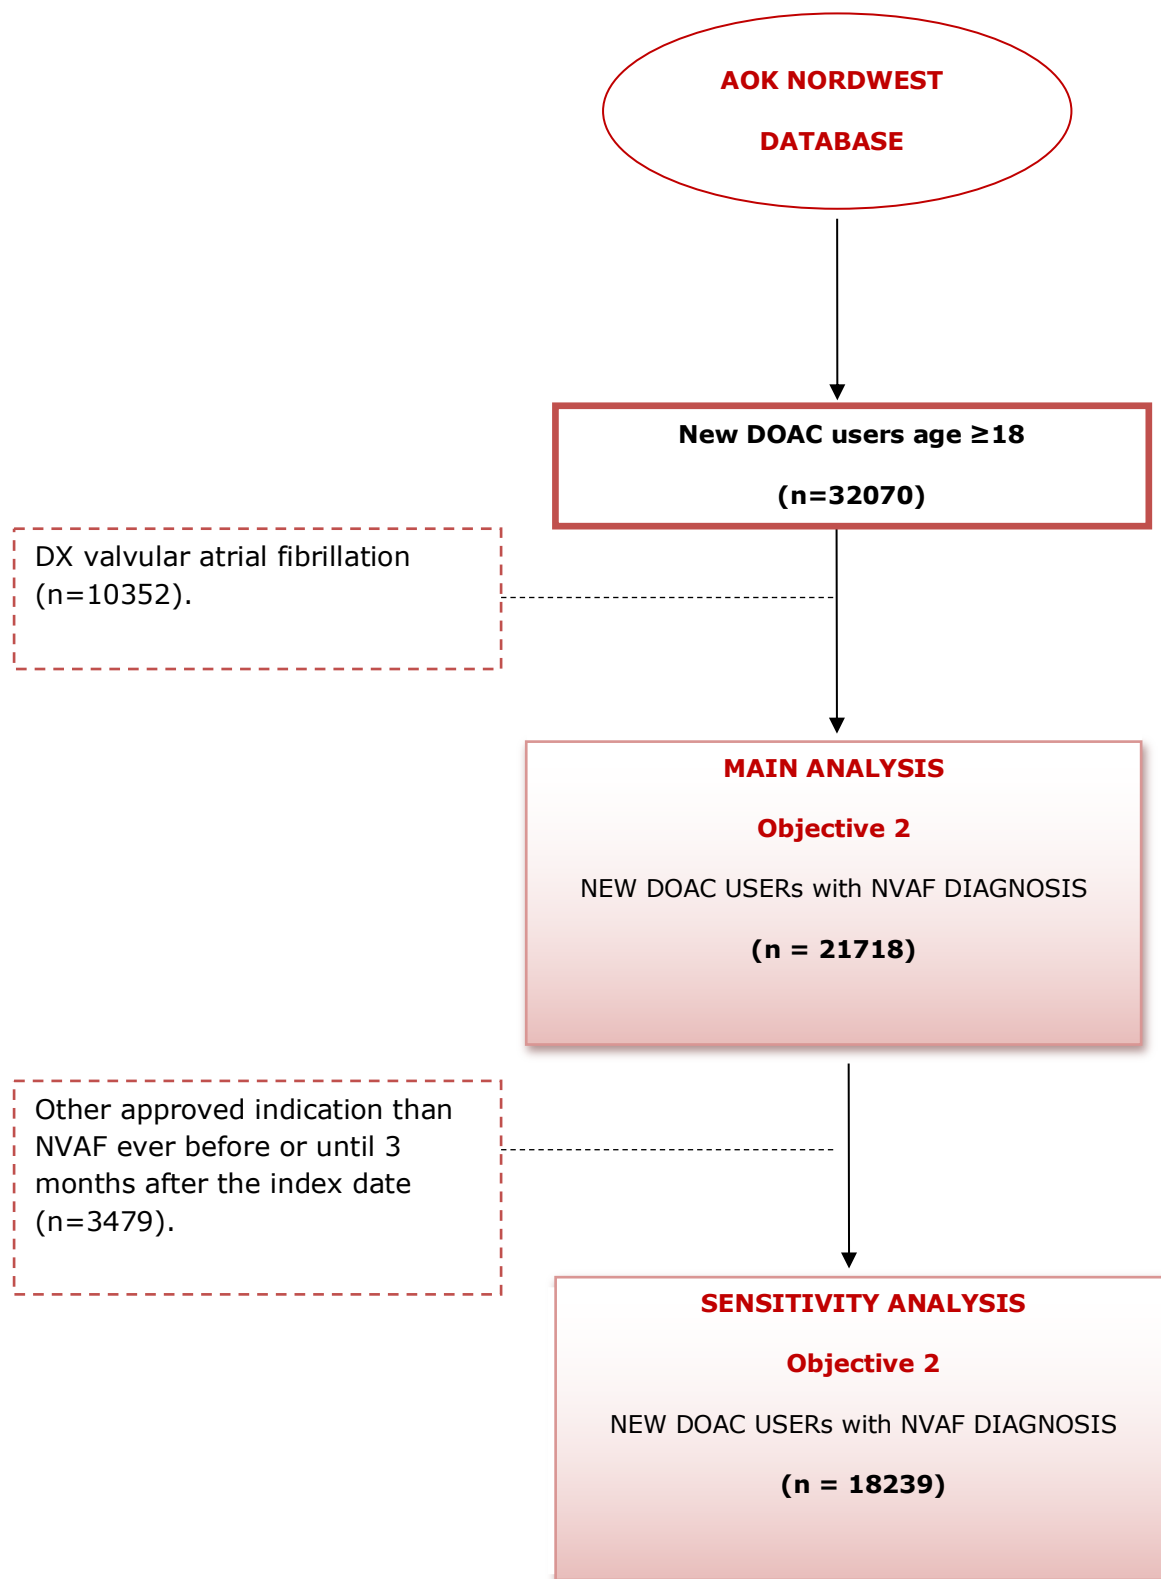 AOK NORDWEST
DATABASE
New DOAC users age ≥18
(n=32070)
DX valvular atrial fibrillation
(n=10352).
MAIN ANALYSIS
Objective 2
NEW DOAC USERs with NVAF DIAGNOSIS
(n = 21718)
Other approved indication than
NVAF ever before or until 3
months after the index date
(n=3479).
SENSITIVITY ANALYSIS
Objective 2
NEW DOAC USERs with NVAF DIAGNOSIS
(n = 18239)